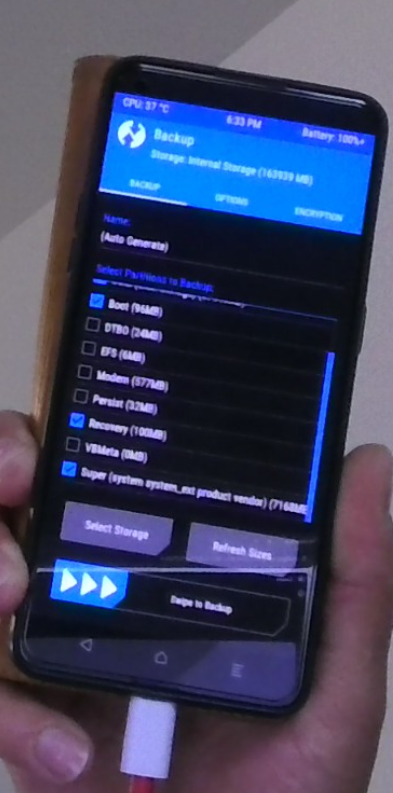 CPU: 37 °C 6:33 PM Battery: 100%+
Backup
Storage: Internal Storage (163939 MB)
BACKUP OPTIONS ENCRYPTION
Name:
(Auto Generate)
Select Partitions to Backup:
Boot (96MB)
DTBO (24MB)
EFS (6MB)
Modem (577MB)
Persist (32MB)
Recovery (100MB)
VBMeta (0MB)
Super (system system_ext product vendor) (7168MB
Select Storage Refresh Sizes
Swipe to Backup